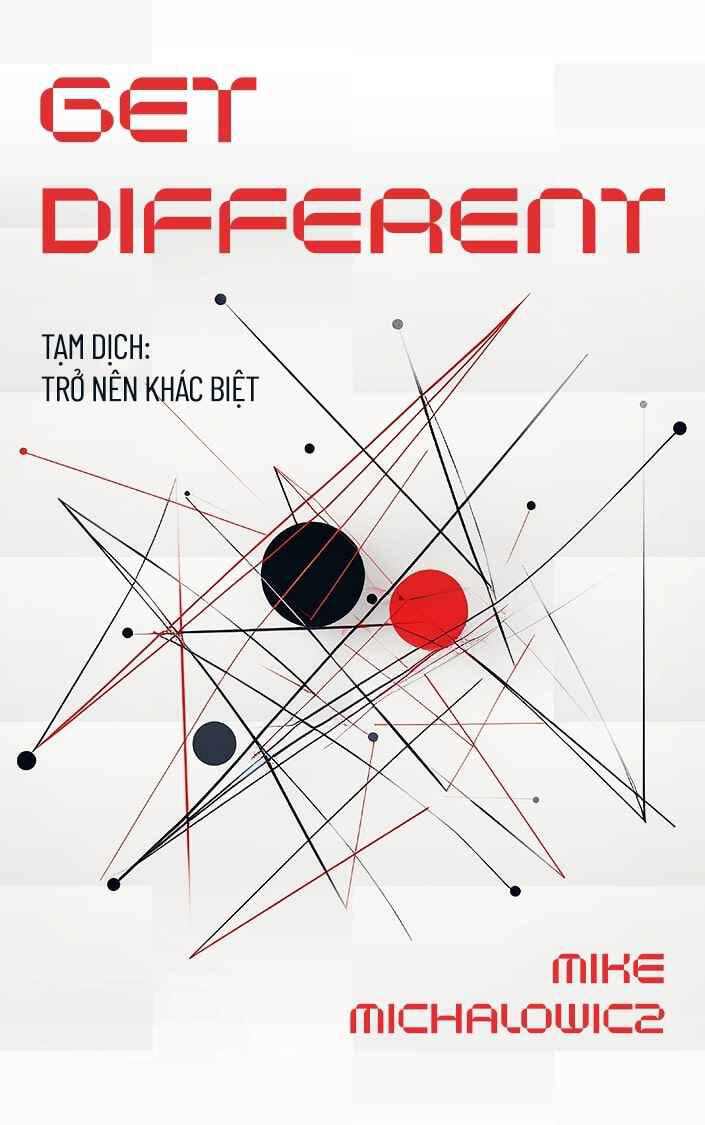 GET
DIFFERENT
TẠM DỊCH:
TRỞ NÊN KHÁC BIỆT
MIKE
MICHALOWICZ